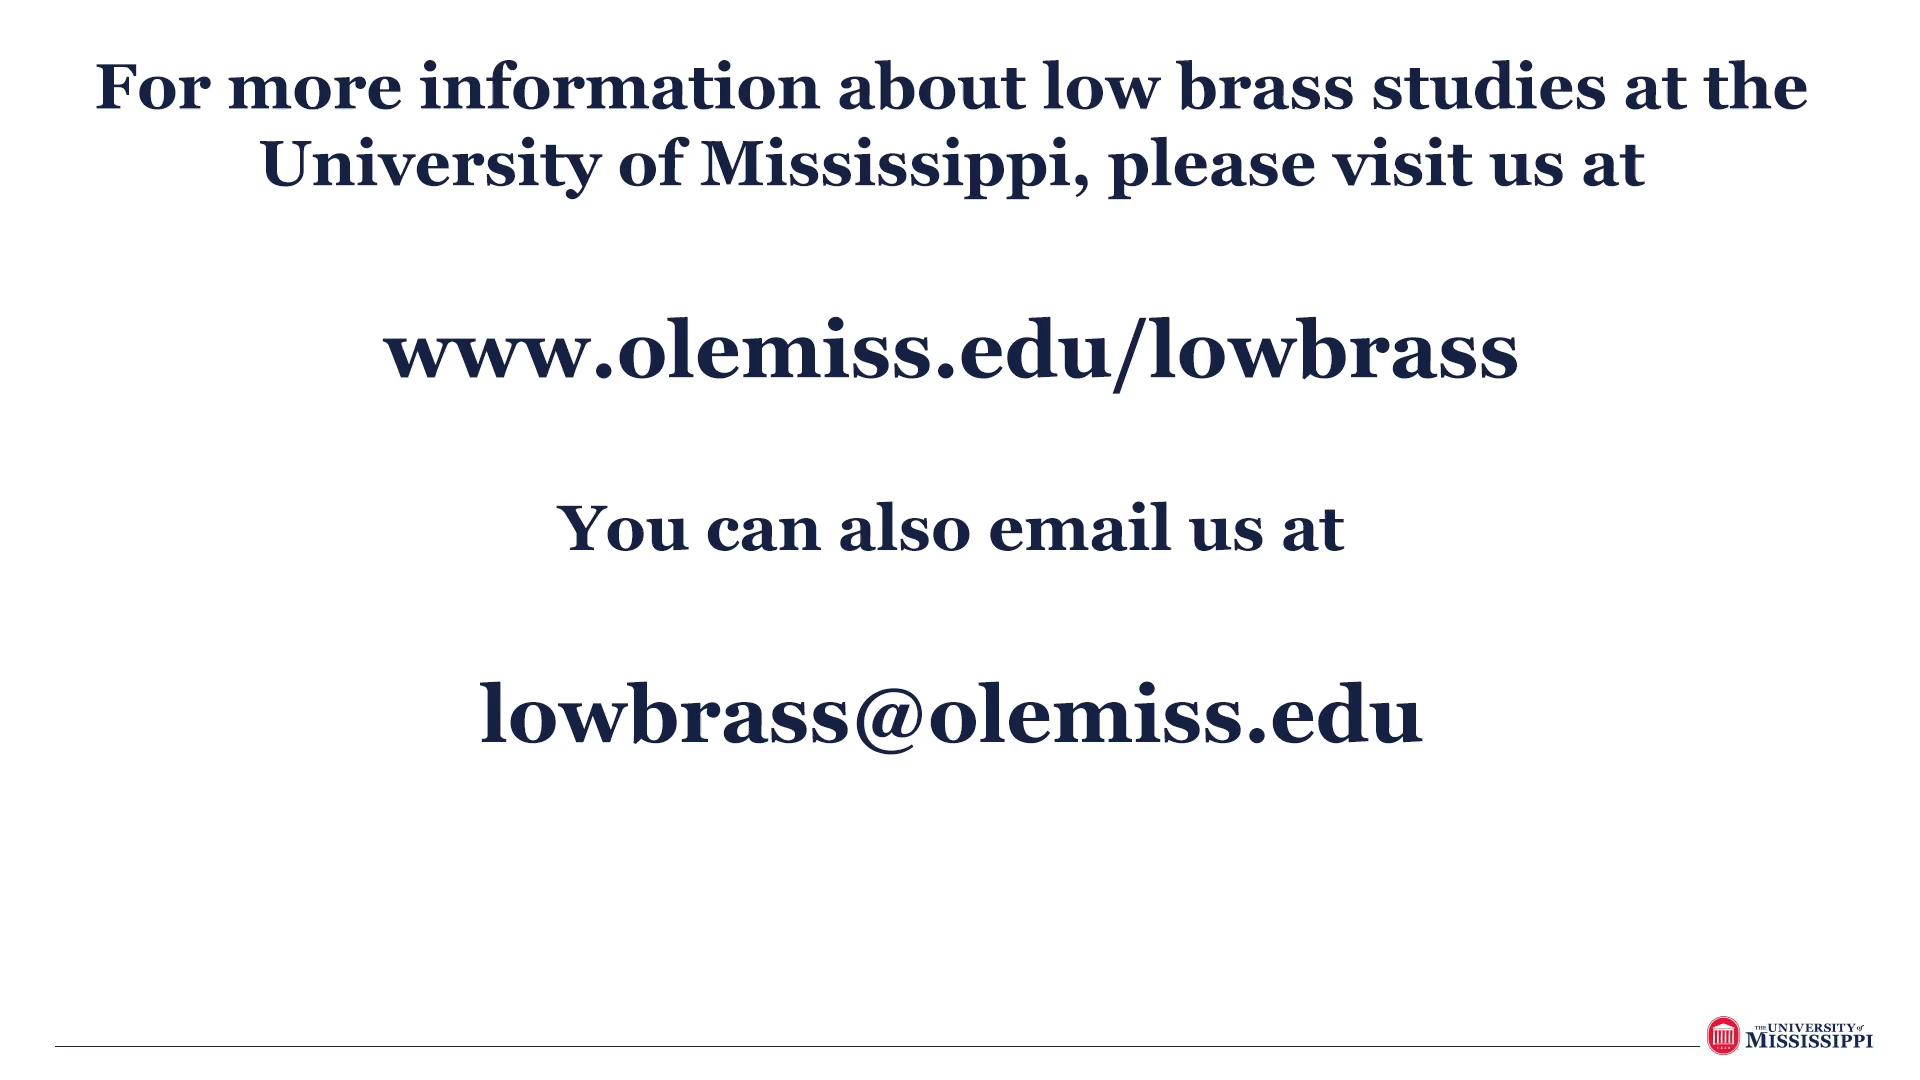 For more information about low brass studies at the
University of Mississippi, please visit us at
www.olemiss.edu/lowbrass
You can also email us at
lowbrass@olemiss.edu
THE UNIVERSITY of
MISSISSIPPI